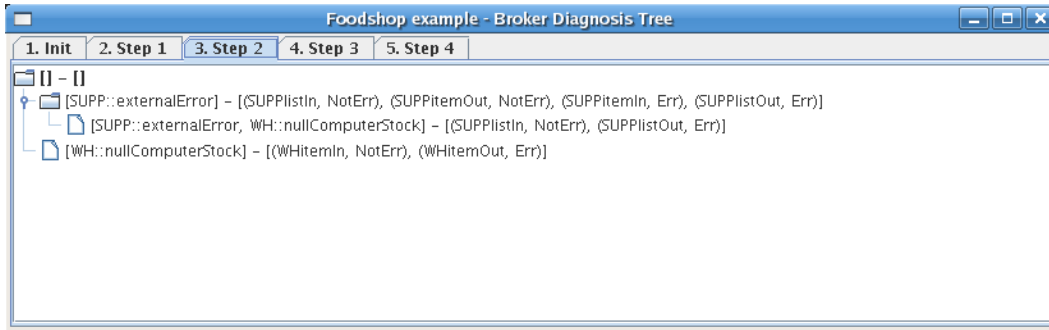 Foodshop example - Broker Diagnosis Tree
1. Init 2. Step 1 3. Step 2 4. Step 3 5. Step 4
[] - []
[SUPP::externalError] - [(SUPPlistIn, NotErr), (SUPPitemOut, NotErr), (SUPPitemIn, Err), (SUPPlistOut, Err)]
[SUPP::externalError, WH::nullComputerStock] - [(SUPPlistIn, NotErr), (SUPPlistOut, Err)]
[WH::nullComputerStock] - [(WHitemIn, NotErr), (WHitemOut, Err)]